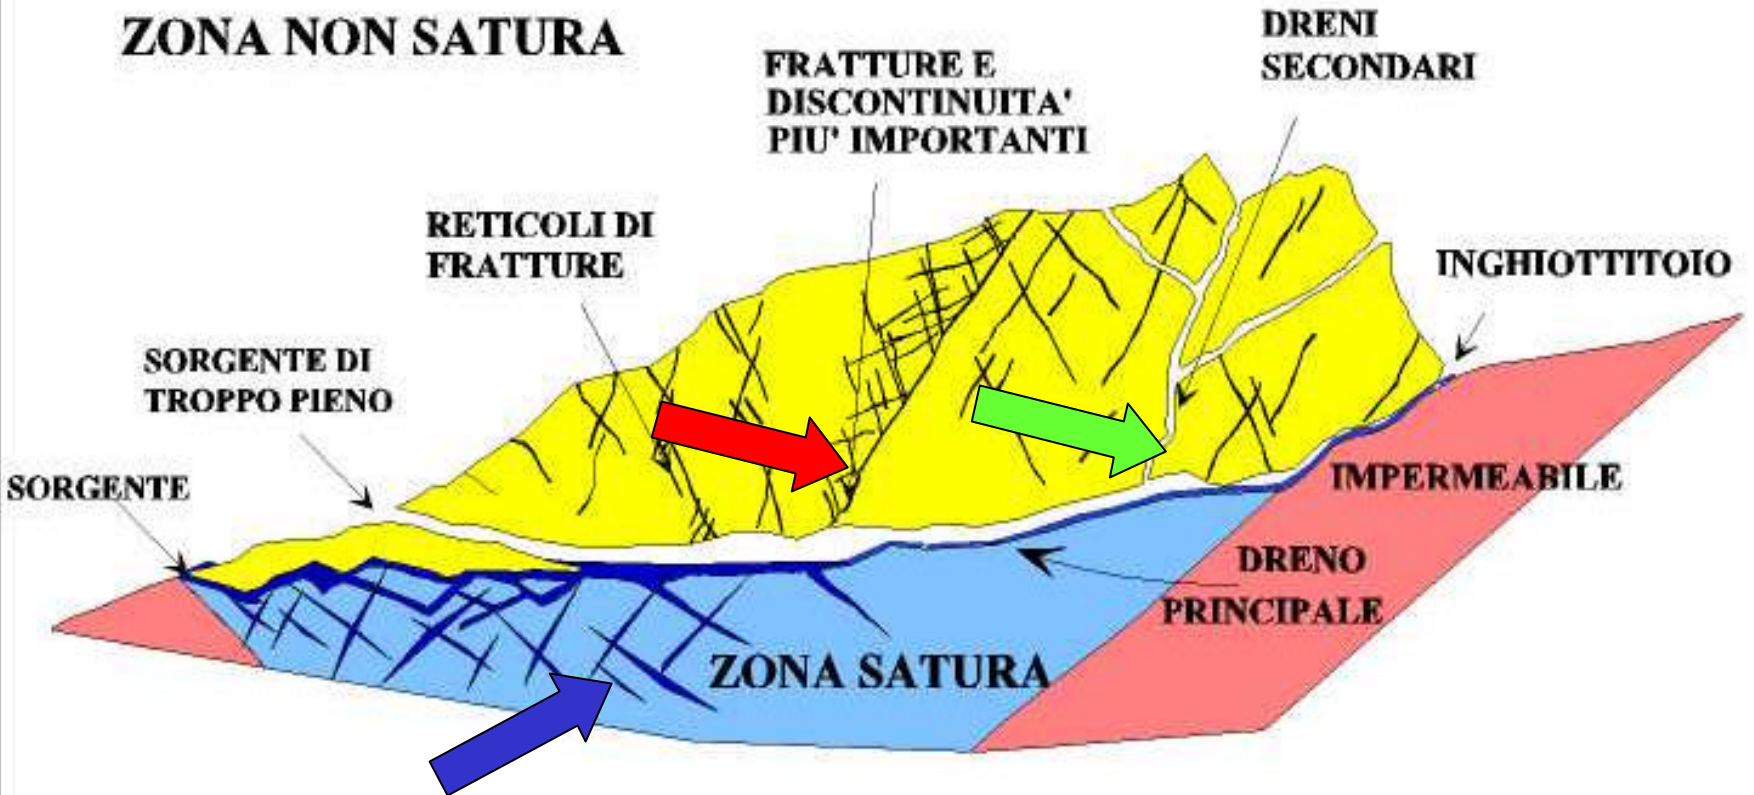 ZONA NON SATURA
DRENI
SECONDARI
FRATTURE E
DISCONTINUITA'
PIU' IMPORTANTI
RETICOLI DI
FRATTURE
INGHIOTTITOIO
SORGENTE DI
TROPPO PIENO
SORGENTE
IMPERMEABILE
DRENO
PRINCIPALE
ZONA SATURA